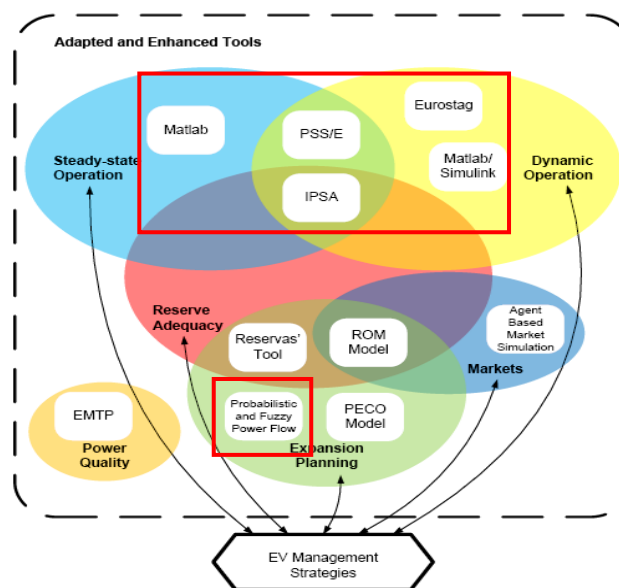 Adapted and Enhanced Tools
Eurostag
Matlab
PSS/E
Steady-state
Operation
Matlab/
Simulink
Dynamic
Operation
IPSA
Reserve
Adequacy
Reservas'
Tool
ROM
Model
Agent
Based
Market
Simulation
Markets
Probabilistic
and Fuzzy
Power Flow
PECO
Model
EMTP
Power
Quality
Expansion
Planning
EV Management
Strategies